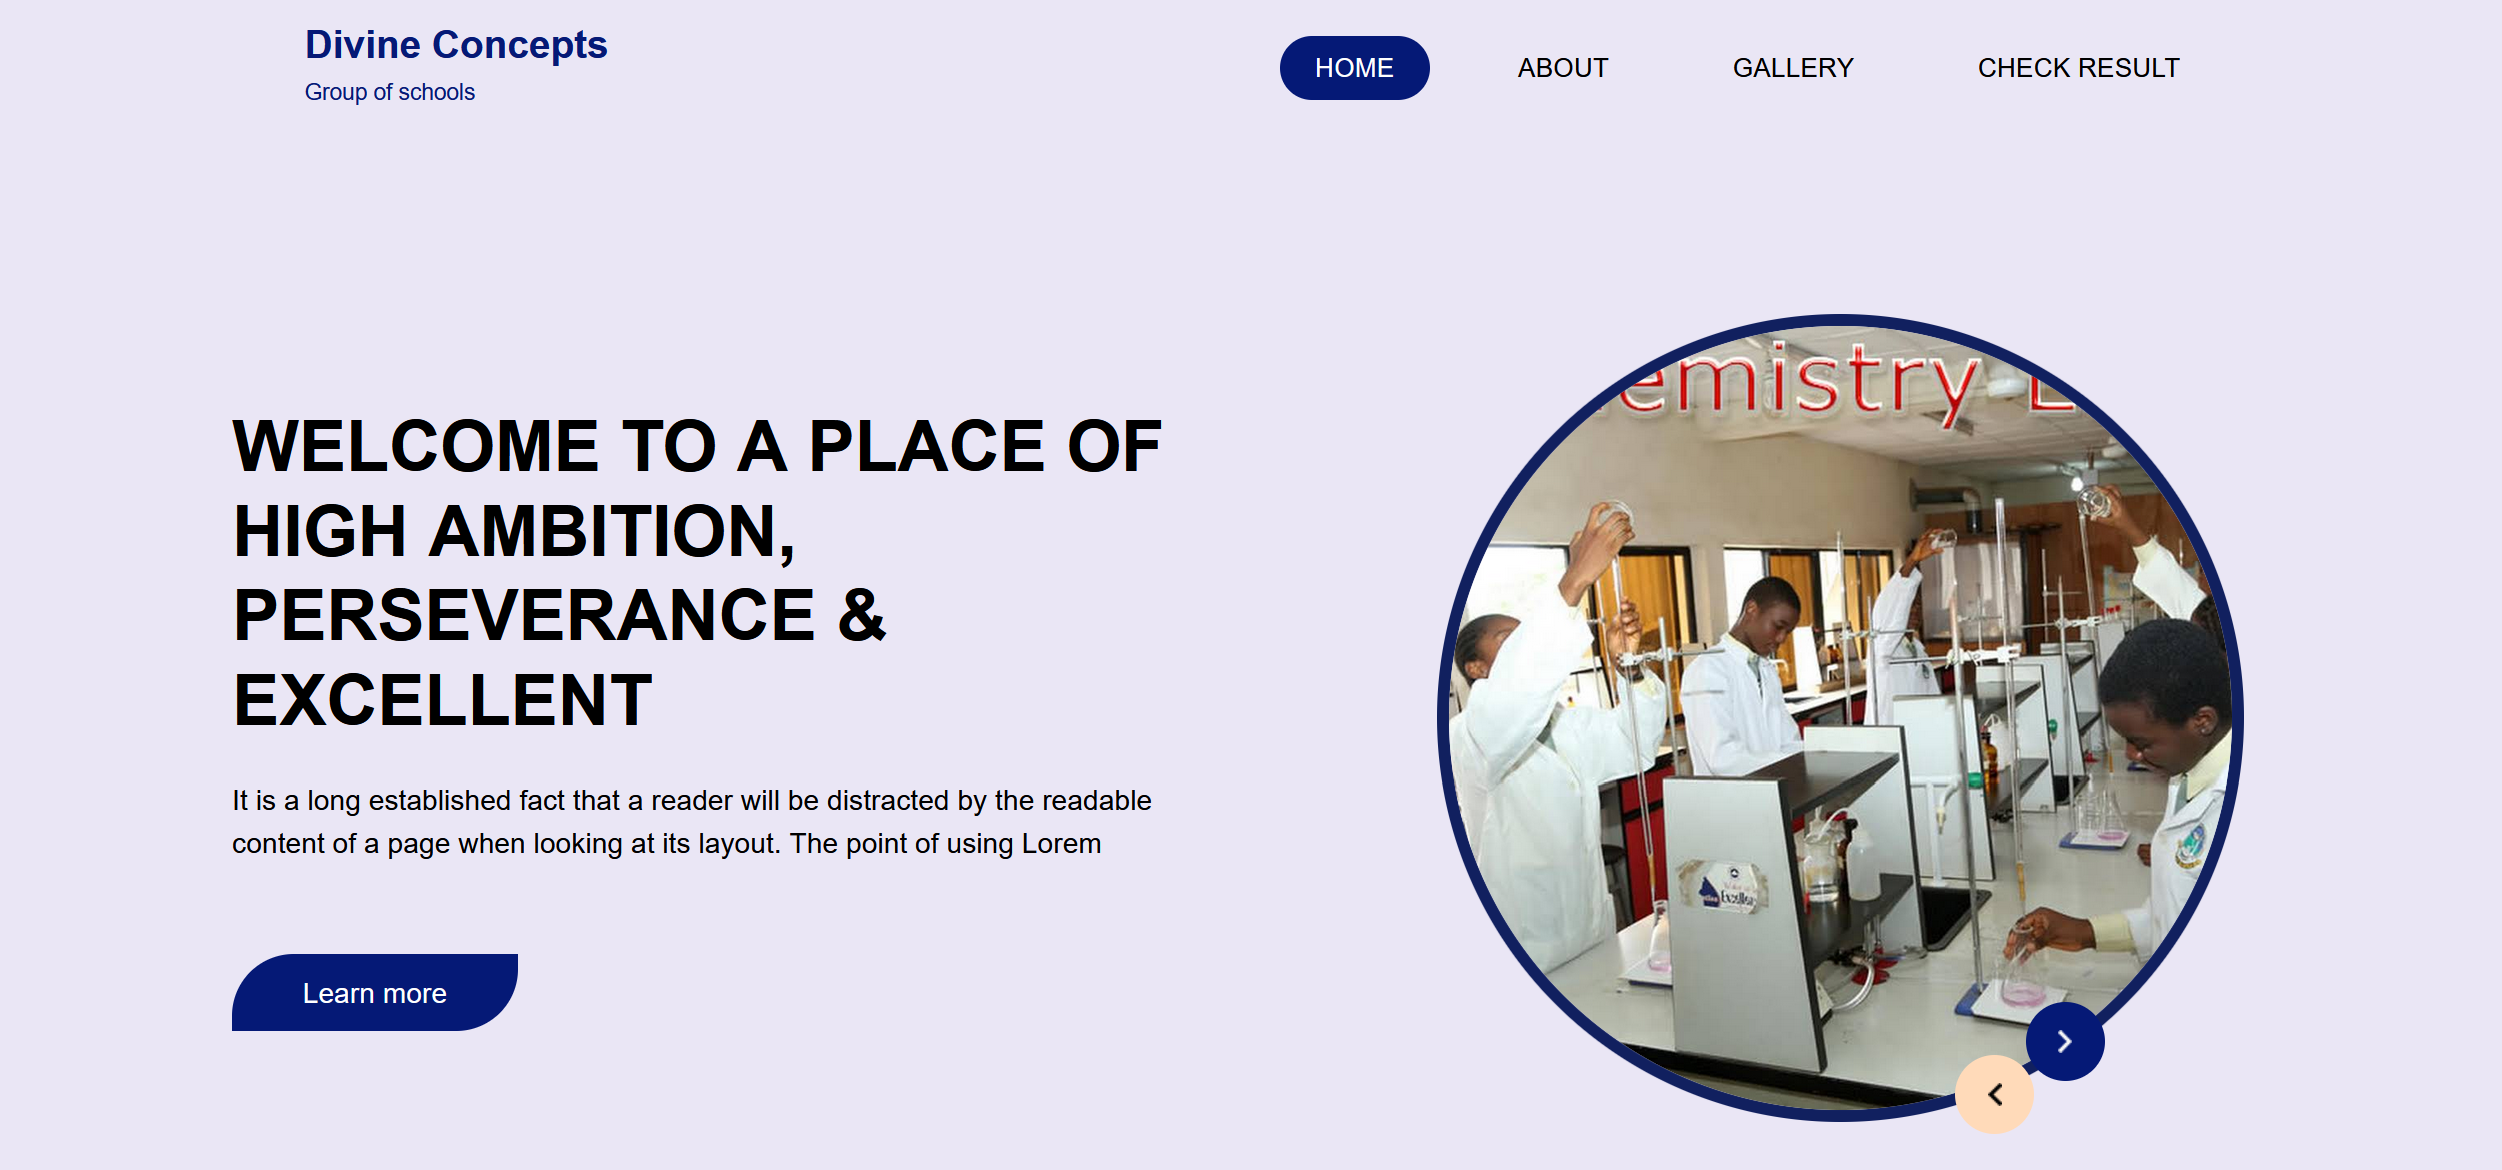 Divine Concepts
Group of schools
HOME
ABOUT
GALLERY
CHECK RESULT
WELCOME TO A PLACE OF
HIGH AMBITION,
PERSEVERANCE &
EXCELLENT
It is a long established fact that a reader will be distracted by the readable
content of a page when looking at its layout. The point of using Lorem
Learn more
emistry L